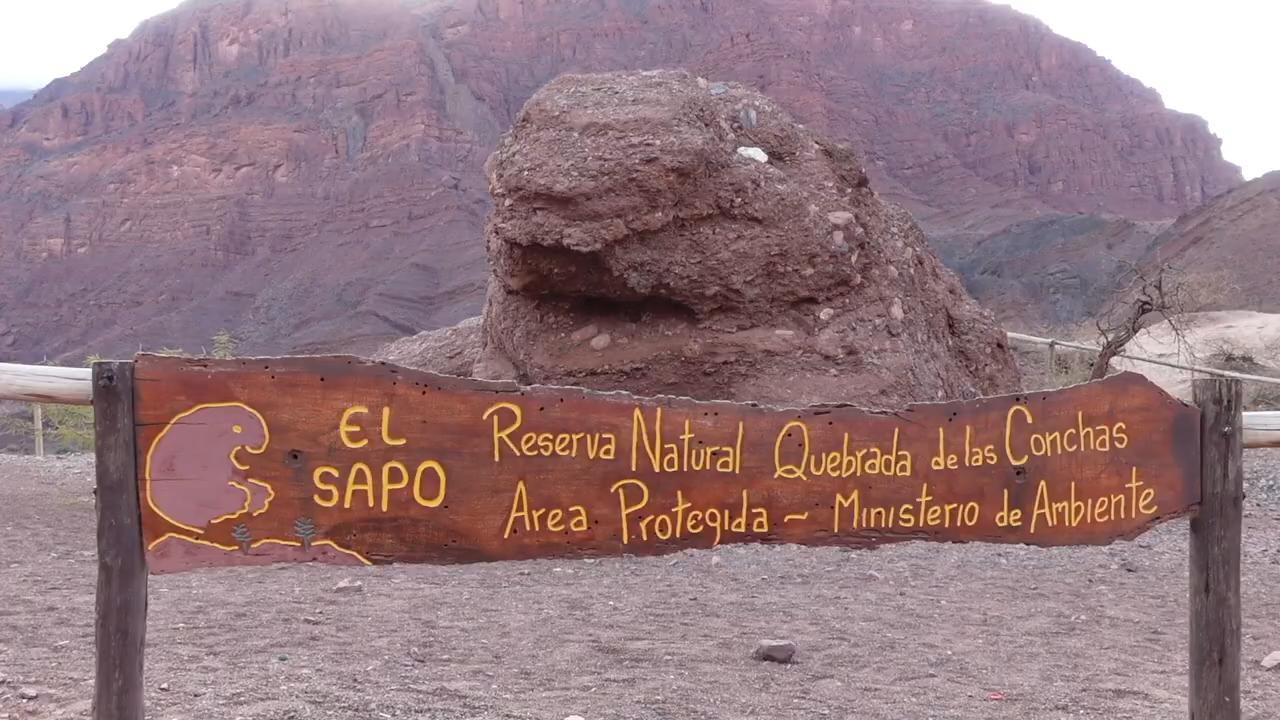 EL
SAPO
Reserva Natural Quebrada de las Conchas
Area Protegida ~ Ministerio de Ambiente